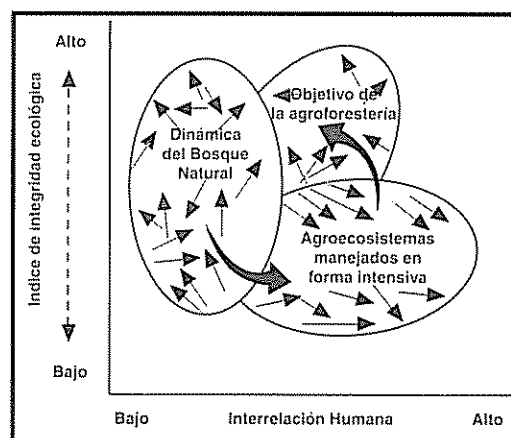 Alto
Indice de integridad ecológica
Bajo
Dinámica
del Bosque
Natural
Objetivo de
la agroforestería
Agroecosistemas
manejados en
forma intensiva
Bajo
Interrelación Humana
Alto